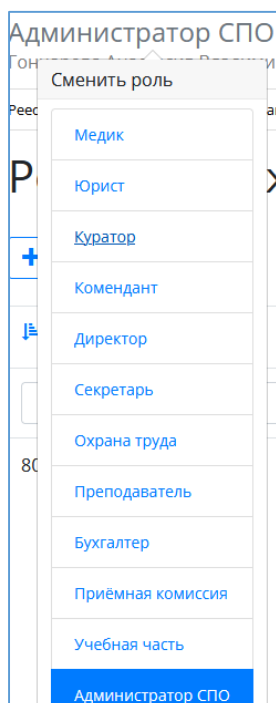 Администратор СПО
Сменить роль
Медик
Юрист
Куратор
Комендант
Директор
Секретарь
Охрана труда
Преподаватель
Бухгалтер
80
Приёмная комиссия
Учебная часть
Администратор СПО